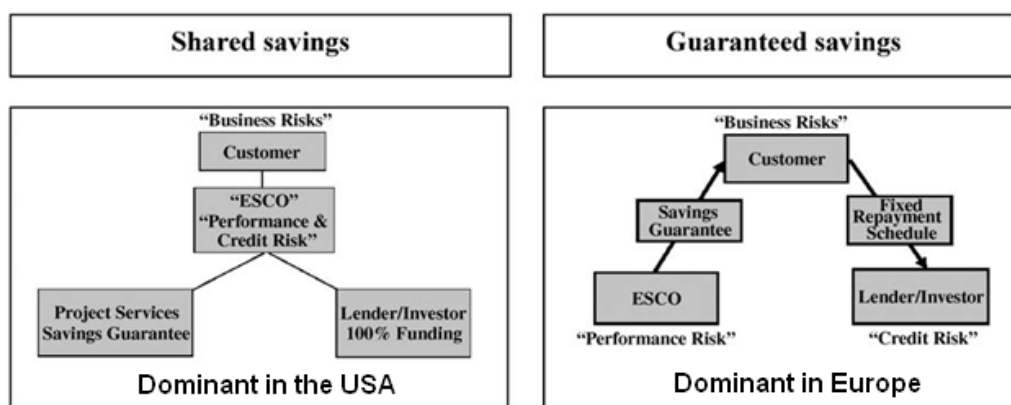 Shared savings
Guaranteed savings
“Business Risks”
Customer
“ESCO”
“Performance &
Credit Risk”
Project Services
Savings Guarantee
Lender/Investor
100% Funding
Dominant in the USA
“Business Risks”
Customer
Savings
Guarantee
Fixed
Repayment
Schedule
ESCO
“Performance Risk”
Lender/Investor
“Credit Risk”
Dominant in Europe